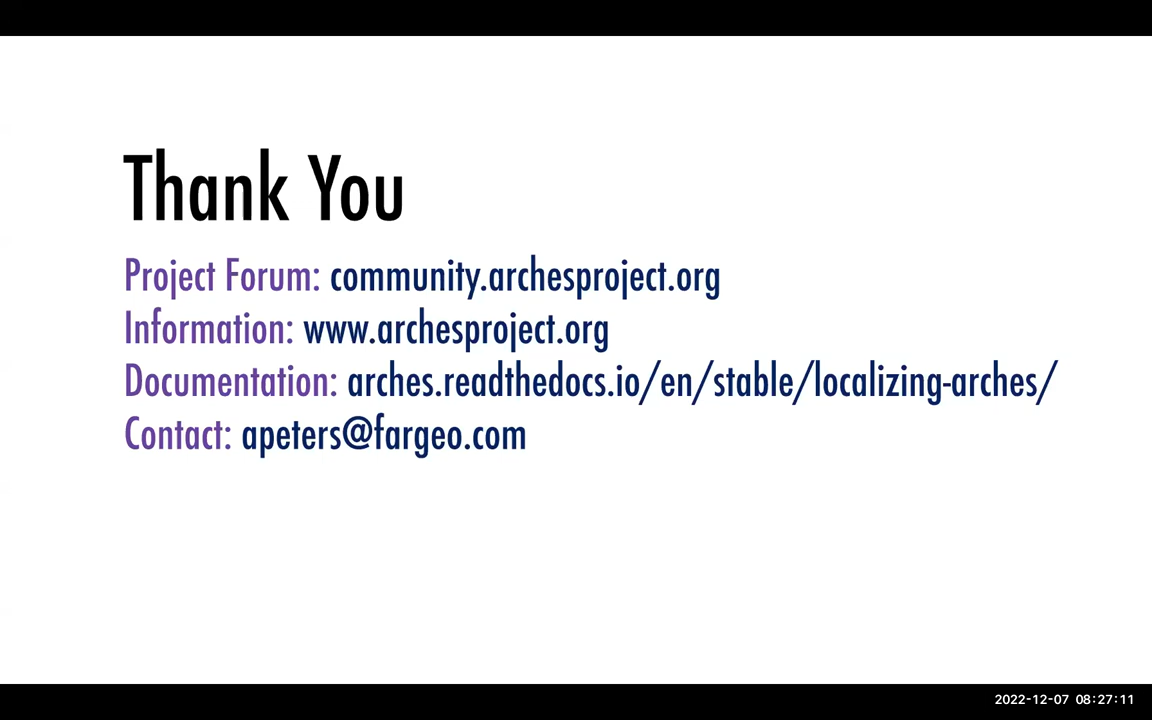 Thank You
Project Forum: community.archesproject.org
Information: www.archesproject.org
Documentation: arches.readthedocs.io/en/stable/localizing-arches/
Contact: apeters@fargeo.com
2022-12-07 08:27:11